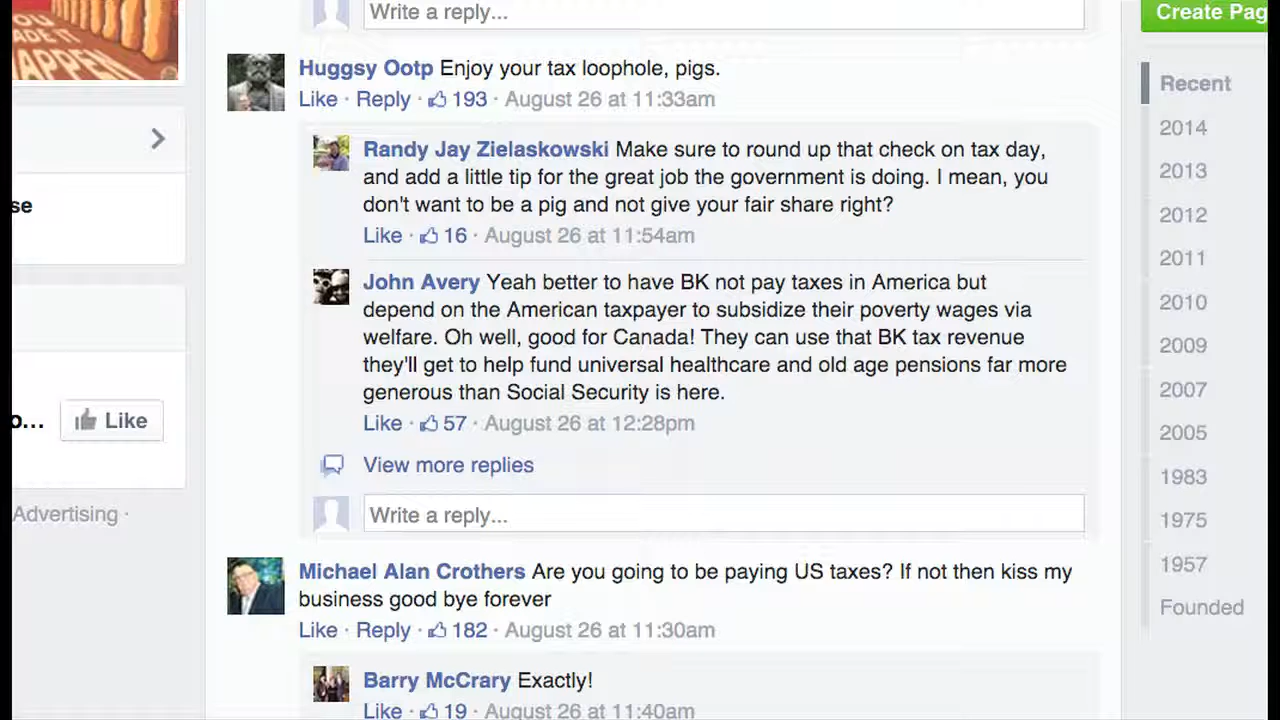 YOU
MADE IT
HAPPEN
se
o...
Like
Advertising ·
Write a reply...
Huggsy Ootp Enjoy your tax loophole, pigs.
Like · Reply · 193 · August 26 at 11:33am
Randy Jay Zielaskowski Make sure to round up that check on tax day,
and add a little tip for the great job the government is doing. I mean, you
don't want to be a pig and not give your fair share right?
Like · 16 · August 26 at 11:54am
John Avery Yeah better to have BK not pay taxes in America but
depend on the American taxpayer to subsidize their poverty wages via
welfare. Oh well, good for Canada! They can use that BK tax revenue
they'll get to help fund universal healthcare and old age pensions far more
generous than Social Security is here.
Like · 57 · August 26 at 12:28pm
View more replies
Write a reply...
Michael Alan Crothers Are you going to be paying US taxes? If not then kiss my
business good bye forever
Like · Reply · 182 · August 26 at 11:30am
Barry McCrary Exactly!
Like · 19 · August 26 at 11:40am
Create Pag
Recent
2014
2013
2012
2011
2010
2009
2007
2005
1983
1975
1957
Founded